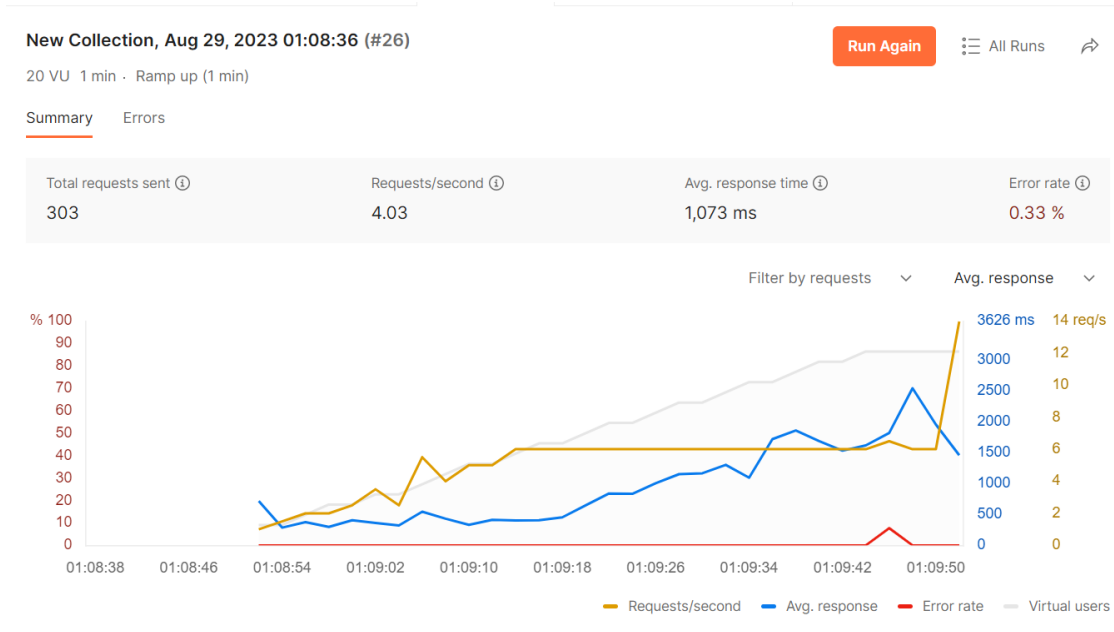 New Collection, Aug 29, 2023 01:08:36 (#26)
Run Again
All Runs
20 VU 1 min · Ramp up (1 min)
Summary
Errors
Total requests sent
Requests/second
Avg. response time
Error rate
303
4.03
1,073 ms
0.33 %
Filter by requests
Avg. response
% 100
90
80
70
60
50
40
30
20
10
0
3626 ms
3000
2500
2000
1500
1000
500
0
14 req/s
12
10
8
6
4
2
0
01:08:38 01:08:46 01:08:54 01:09:02 01:09:10 01:09:18 01:09:26 01:09:34 01:09:42 01:09:50
Requests/second Avg. response Error rate Virtual users